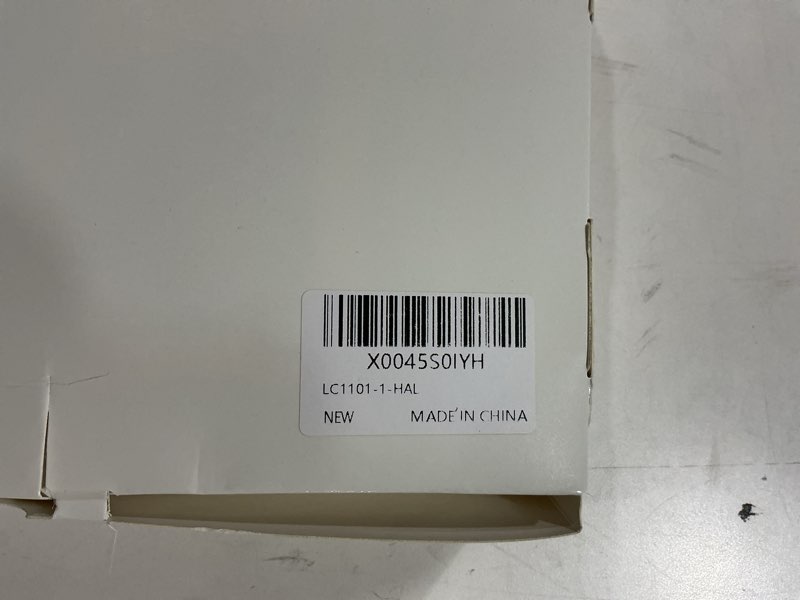 X0045S0IYH
LC1101-1-HAL
NEW MADE IN CHINA